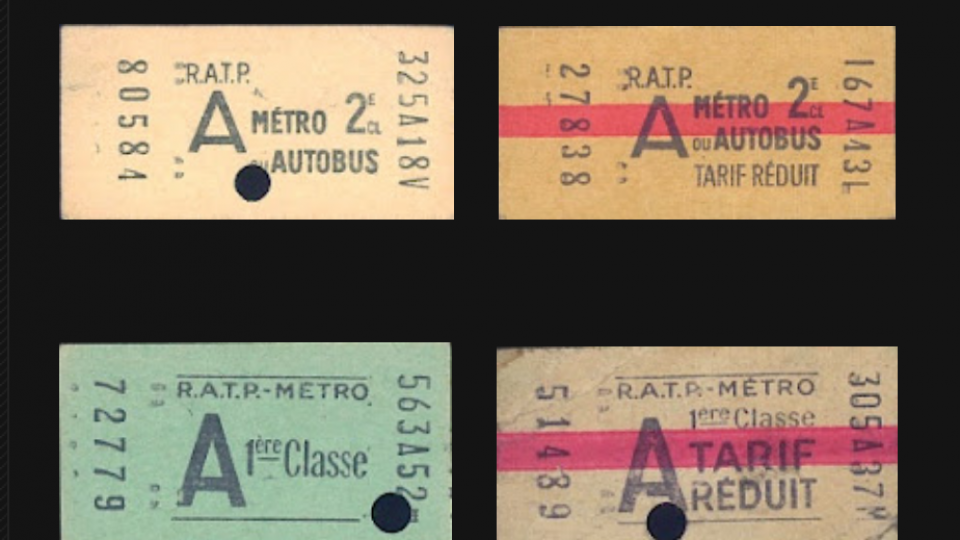 80584
R.A.T.P.
A MÉTRO 2E CL
OU AUTOBUS
325A18V
27838
R.A.T.P.
A MÉTRO 2E CL
OU AUTOBUS
TARIF RÉDUIT
167A43L
72779
R.A.T.P.-MÉTRO
A 1ère Classe
563A52
51489
R.A.T.P.-MÉTRO
1ère Classe
A TARIF
RÉDUIT
305A37